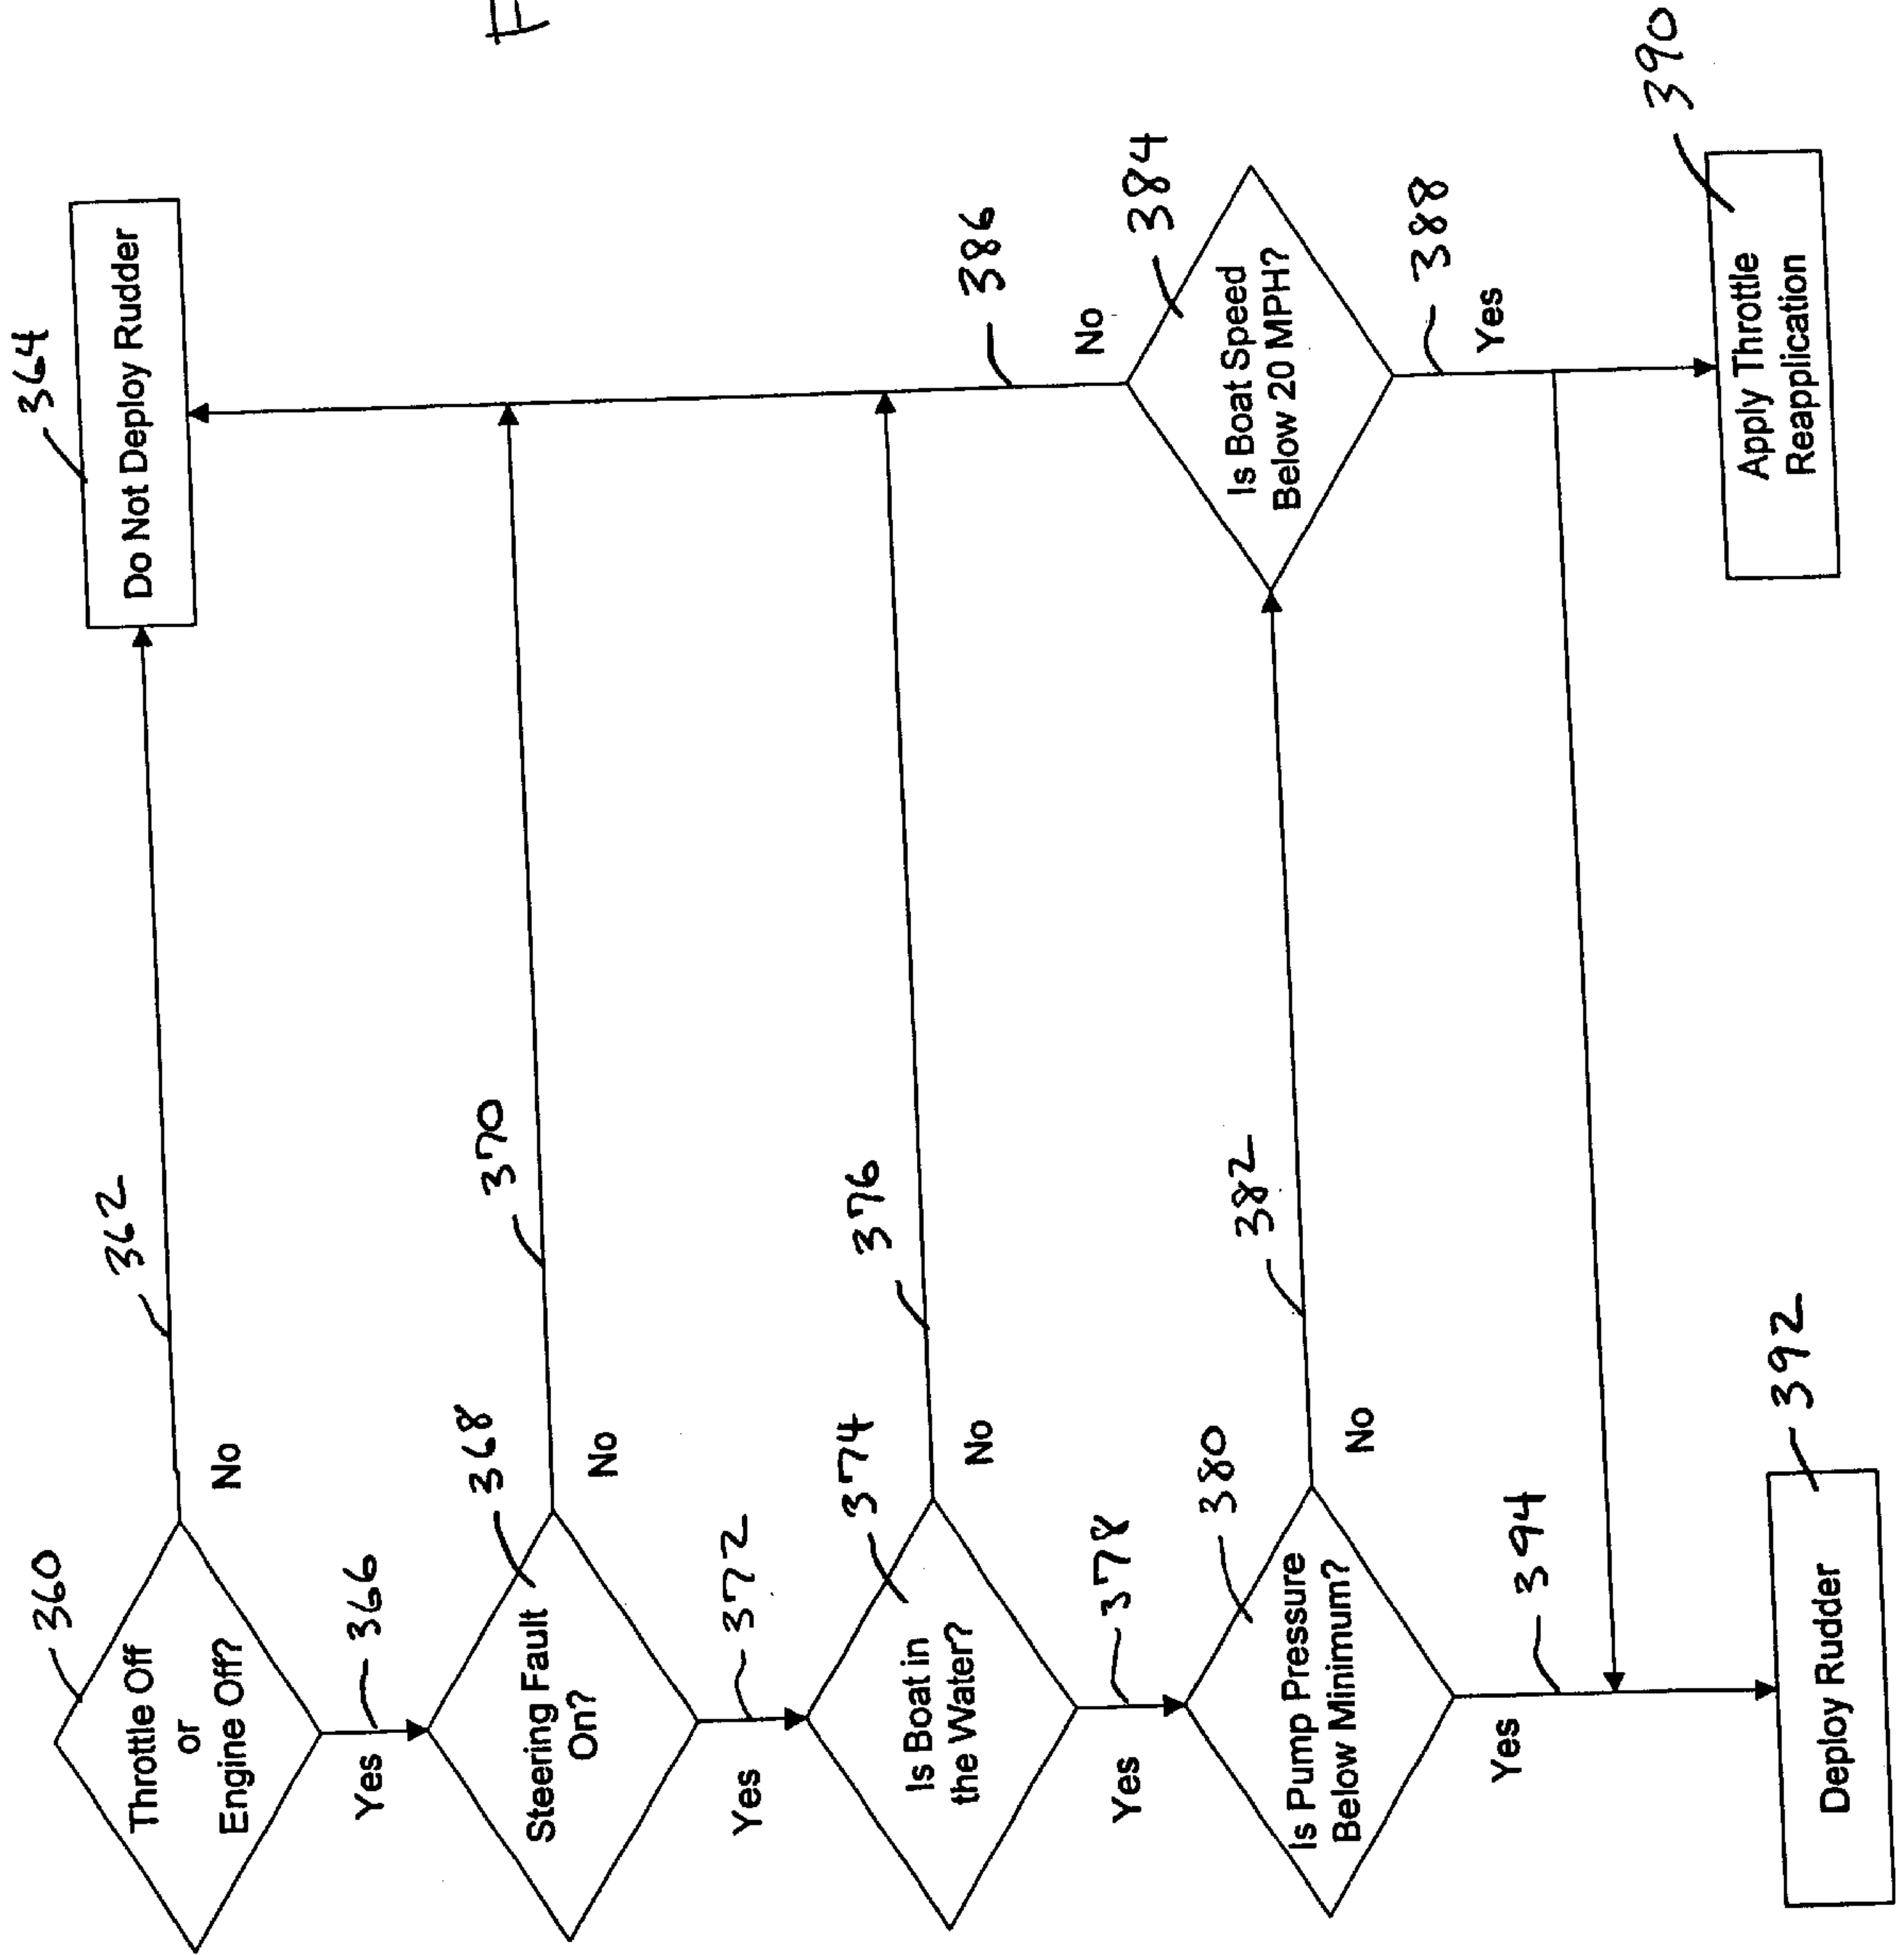 360
Throttle Off
or
Engine Off?
No
362
364
Do Not Deploy Rudder
Yes
366
368
Steering Fault
On?
No
370
Yes
372
374
Is Boat in
the Water?
No
376
386
No
384
Is Boat Speed
Below 20 MPH?
Yes
378
380
Is Pump Pressure
Below Minimum?
No
382
Yes
388
Yes
394
390
Apply Throttle
Reapplication
392
Deploy Rudder